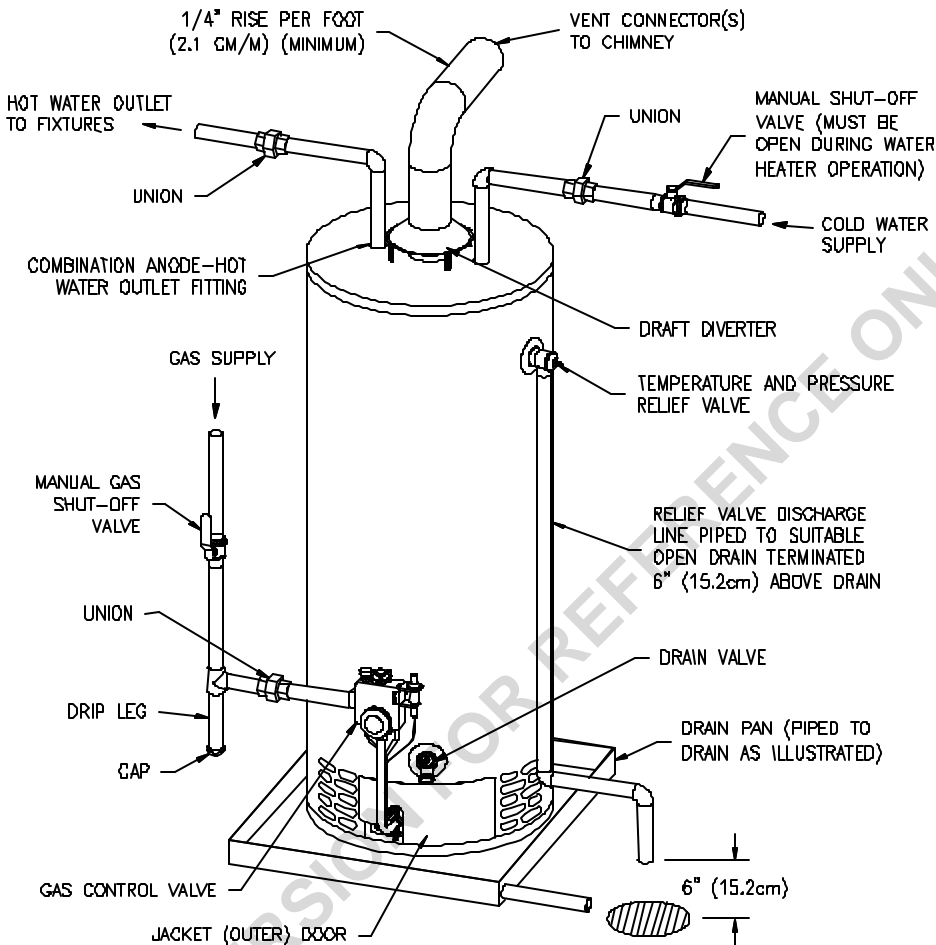 1/4" RISE PER FOOT
(2.1 CM/M) (MINIMUM)
VENT CONNECTOR(S)
TO CHIMNEY
HOT WATER OUTLET
TO FIXTURES
UNION
UNION
MANUAL SHUT-OFF
VALVE (MUST BE
OPEN DURING WATER
HEATER OPERATION)
COLD WATER
SUPPLY
COMBINATION ANODE-HOT
WATER OUTLET FITTING
DRAFT DIVERTER
GAS SUPPLY
TEMPERATURE AND PRESSURE
RELIEF VALVE
MANUAL GAS
SHUT-OFF
VALVE
RELIEF VALVE DISCHARGE
LINE PIPED TO SUITABLE
OPEN DRAIN TERMINATED
6" (15.2cm) ABOVE DRAIN
UNION
DRAIN VALVE
DRIP LEG
CAP
DRAIN PAN (PIPED TO
DRAIN AS ILLUSTRATED)
GAS CONTROL VALVE
6" (15.2cm)
JACKET (OUTER) DOOR
FOR REFERENCE